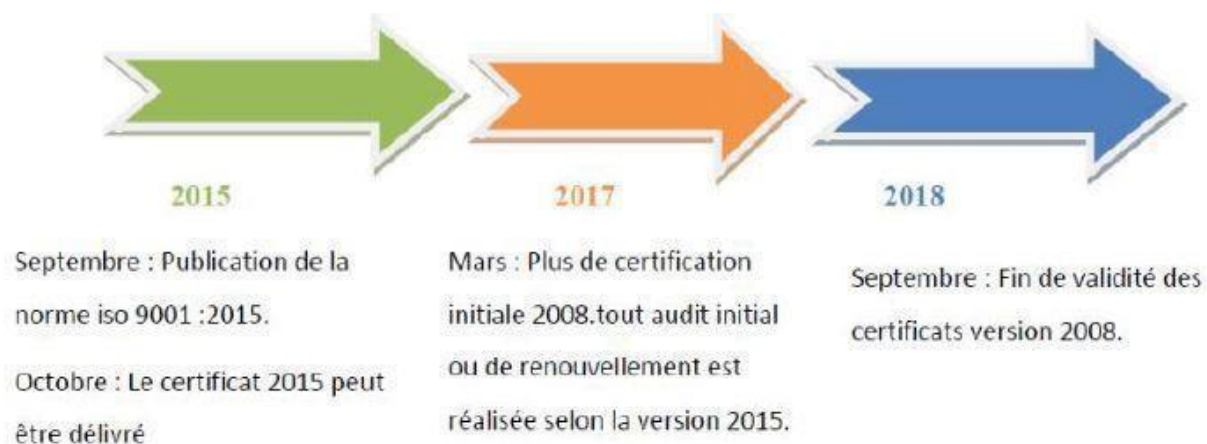 2015
Septembre : Publication de la
norme iso 9001 :2015.
Octobre : Le certificat 2015 peut
être délivré
2017
Mars : Plus de certification
initiale 2008.tout audit initial
ou de renouvellement est
réalisée selon la version 2015.
2018
Septembre : Fin de validité des
certificats version 2008.